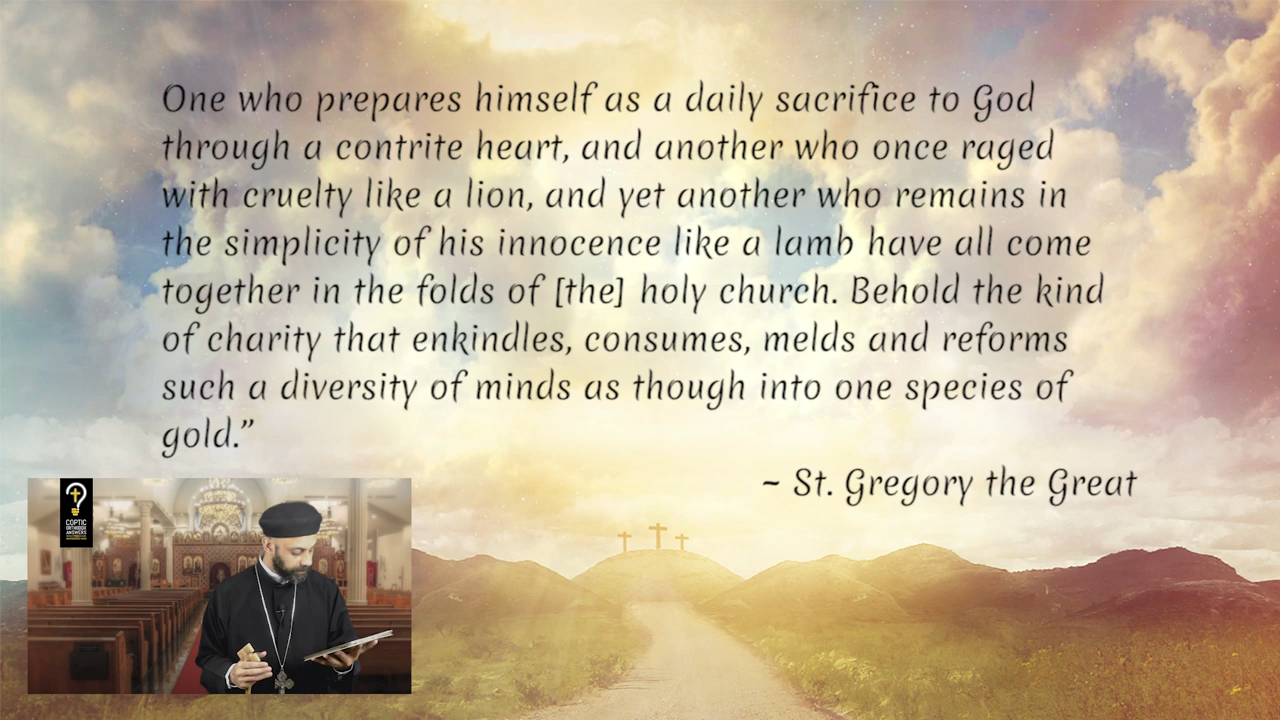 One who prepares himself as a daily sacrifice to God
through a contrite heart, and another who once raged
with cruelty like a lion, and yet another who remains in
the simplicity of his innocence like a lamb have all come
together in the folds of [the] holy church. Behold the kind
of charity that enkindles, consumes, melds and reforms
such a diversity of minds as though into one species of
gold.”
~ St. Gregory the Great
COPTIC
ORTHODOX
ANSWERS